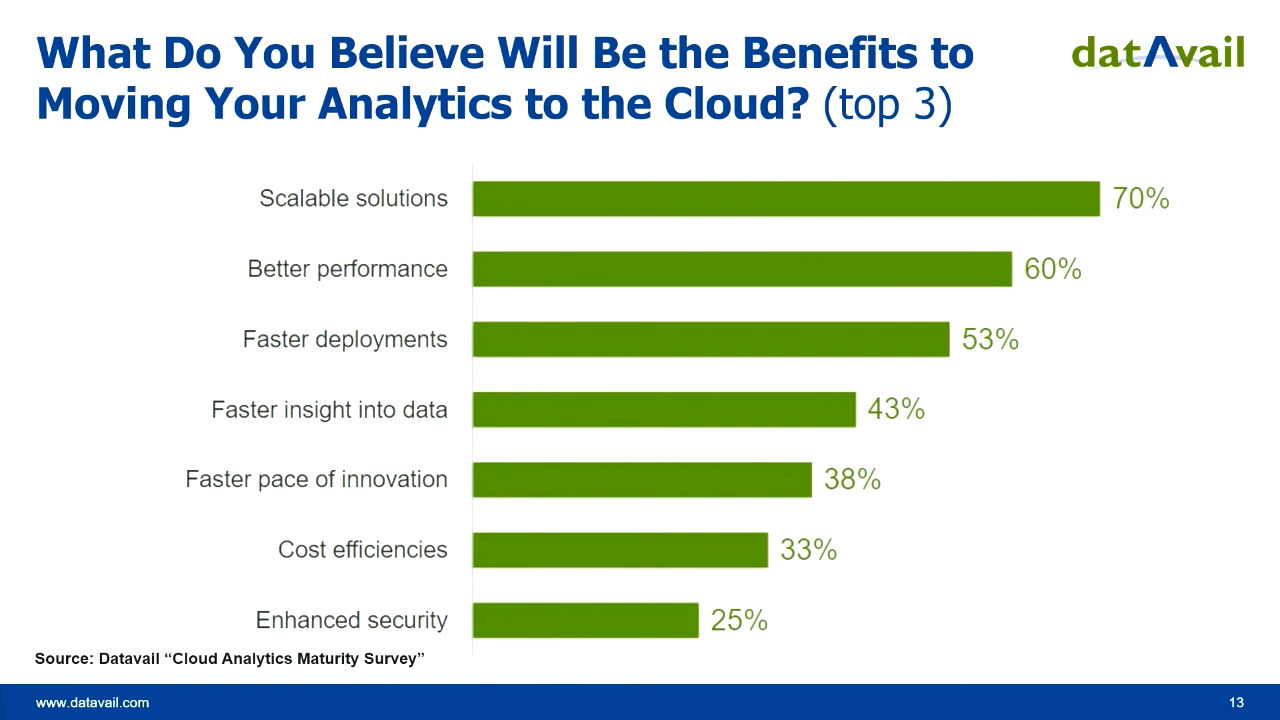 What Do You Believe Will Be the Benefits to
Moving Your Analytics to the Cloud? (top 3)
datAvail
Scalable solutions 70%
Better performance 60%
Faster deployments 53%
Faster insight into data 43%
Faster pace of innovation 38%
Cost efficiencies 33%
Enhanced security 25%
Source: Datavail “Cloud Analytics Maturity Survey”
www.datavail.com 13